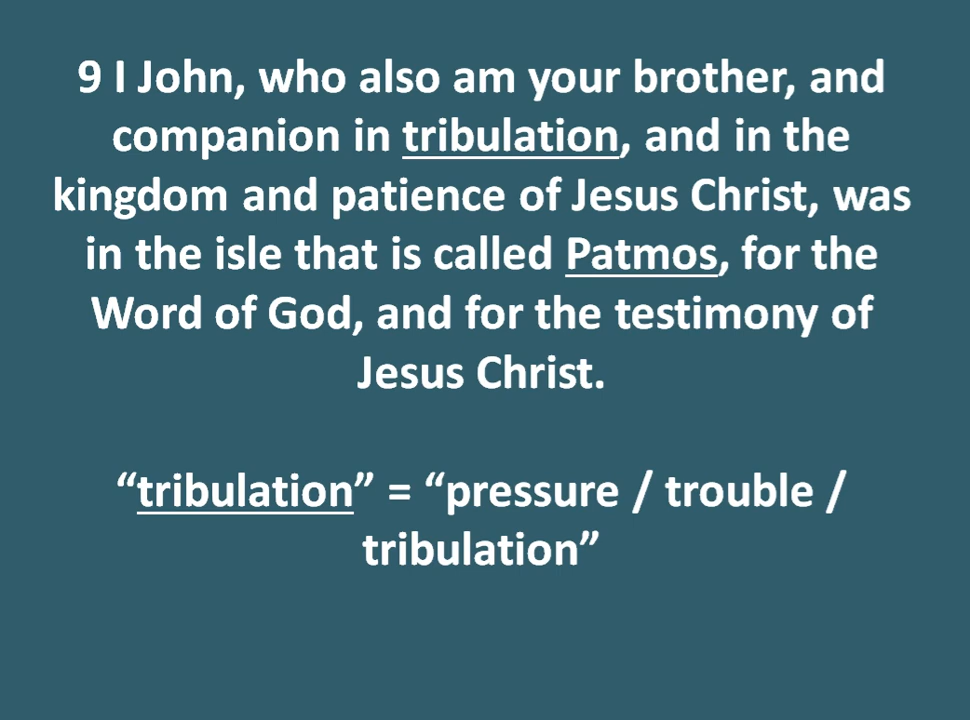 9 I John, who also am your brother, and
companion in tribulation, and in the
kingdom and patience of Jesus Christ, was
in the isle that is called Patmos, for the
Word of God, and for the testimony of
Jesus Christ.
“tribulation” = “pressure / trouble /
tribulation”